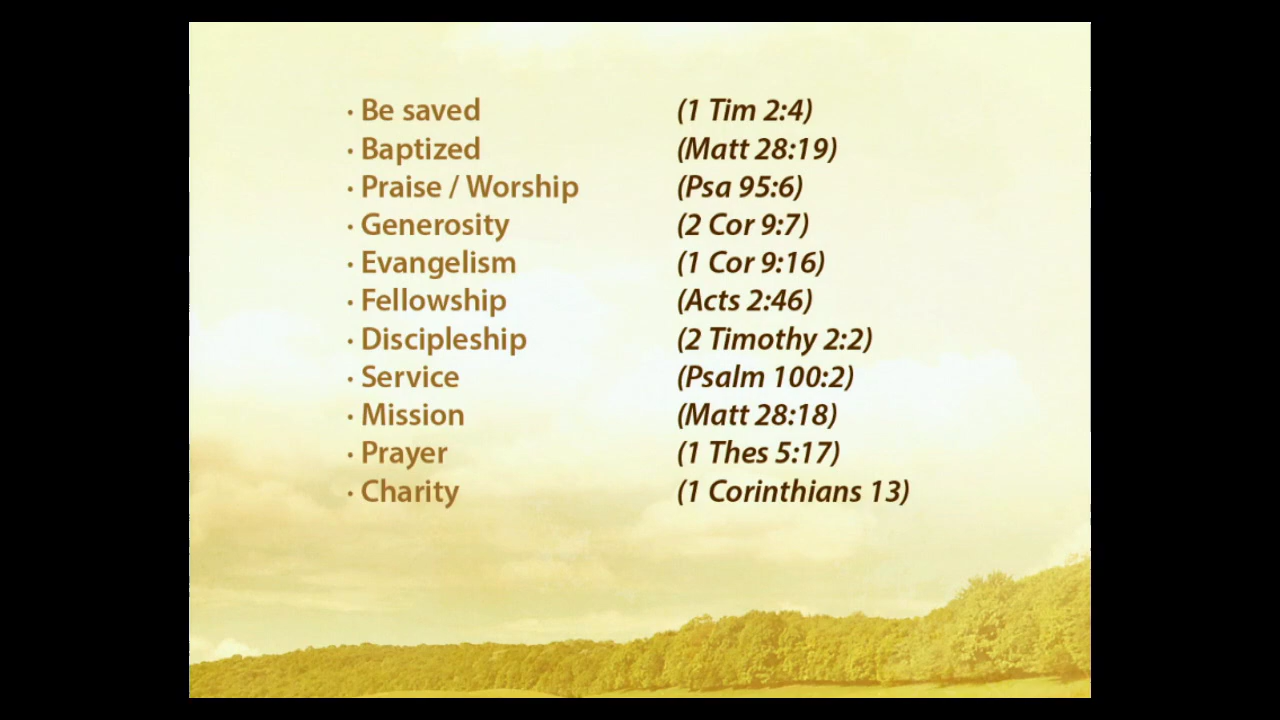 · Be saved (1 Tim 2:4)
· Baptized (Matt 28:19)
· Praise / Worship (Psa 95:6)
· Generosity (2 Cor 9:7)
· Evangelism (1 Cor 9:16)
· Fellowship (Acts 2:46)
· Discipleship (2 Timothy 2:2)
· Service (Psalm 100:2)
· Mission (Matt 28:18)
· Prayer (1 Thes 5:17)
· Charity (1 Corinthians 13)